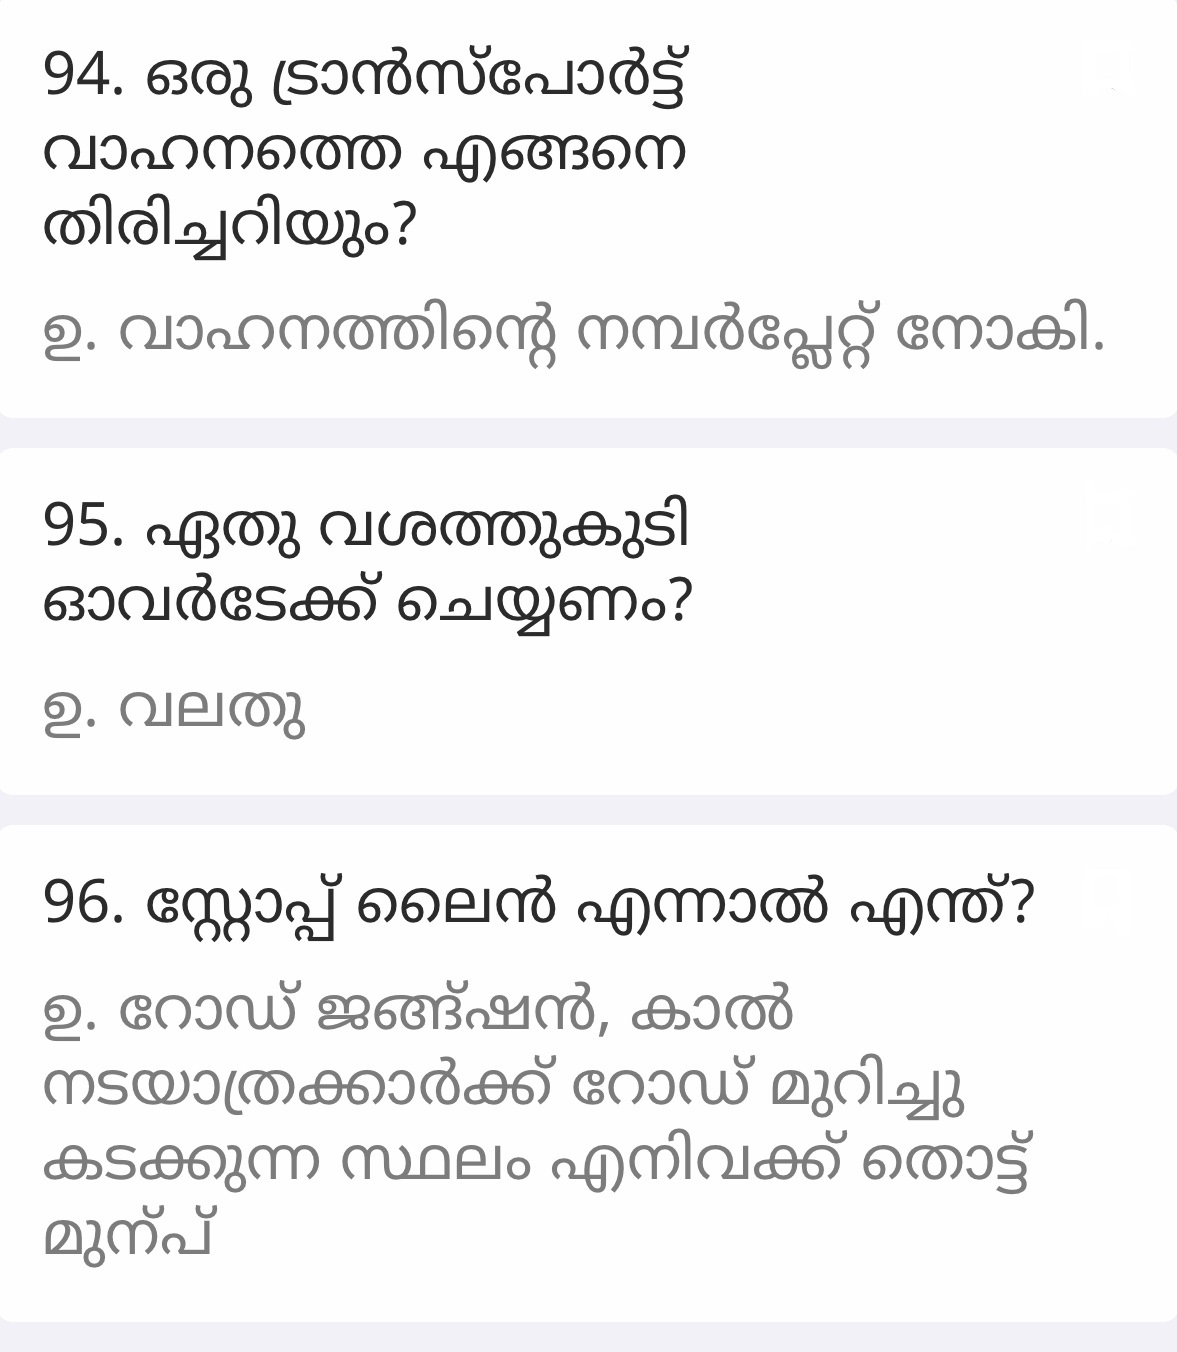 94. ഒരു ട്രാൻസ്പോർട്ട്
വാഹനത്തെ എങ്ങനെ
തിരിച്ചറിയും?
ഉ. വാഹനത്തിന്റെ നമ്പർപ്ലേറ്റ് നോകി.
95. ഏതു വശത്തുകുടി
ഓവർടേക്ക് ചെയ്യണം?
ഉ. വലതു
96. സ്റ്റോപ്പ് ലൈൻ എന്നാൽ എന്ത്?
ഉ. റോഡ് ജങ്ങ്ഷൻ, കാൽ
നടയാത്രക്കാർക്ക് റോഡ് മുറിച്ചു
കടക്കുന്ന സ്ഥലം എനിവക്ക് തൊട്ട്
മുന്പ്